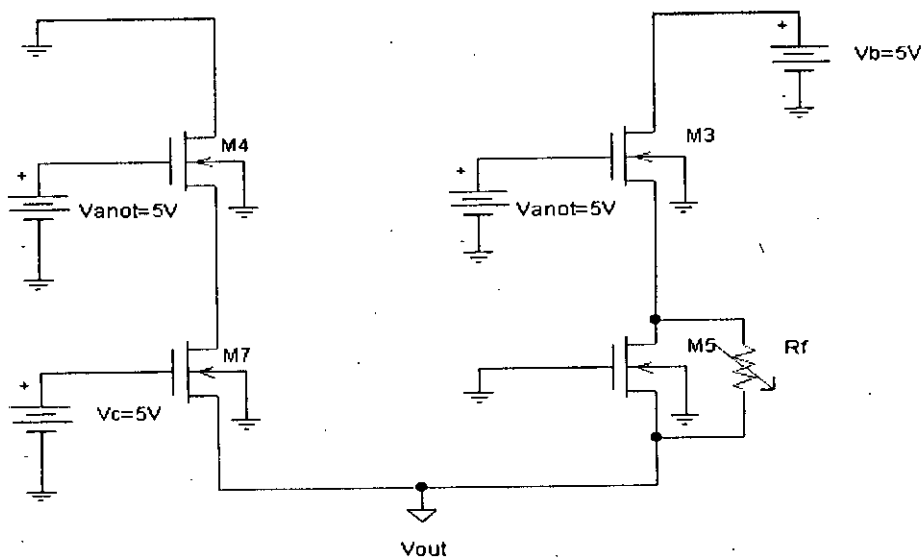 +
Vb=5V
M4
M3
+
+
Vanot=5V
Vanot=5V
M7
M5
Rf
+
Vc=5V
Vout